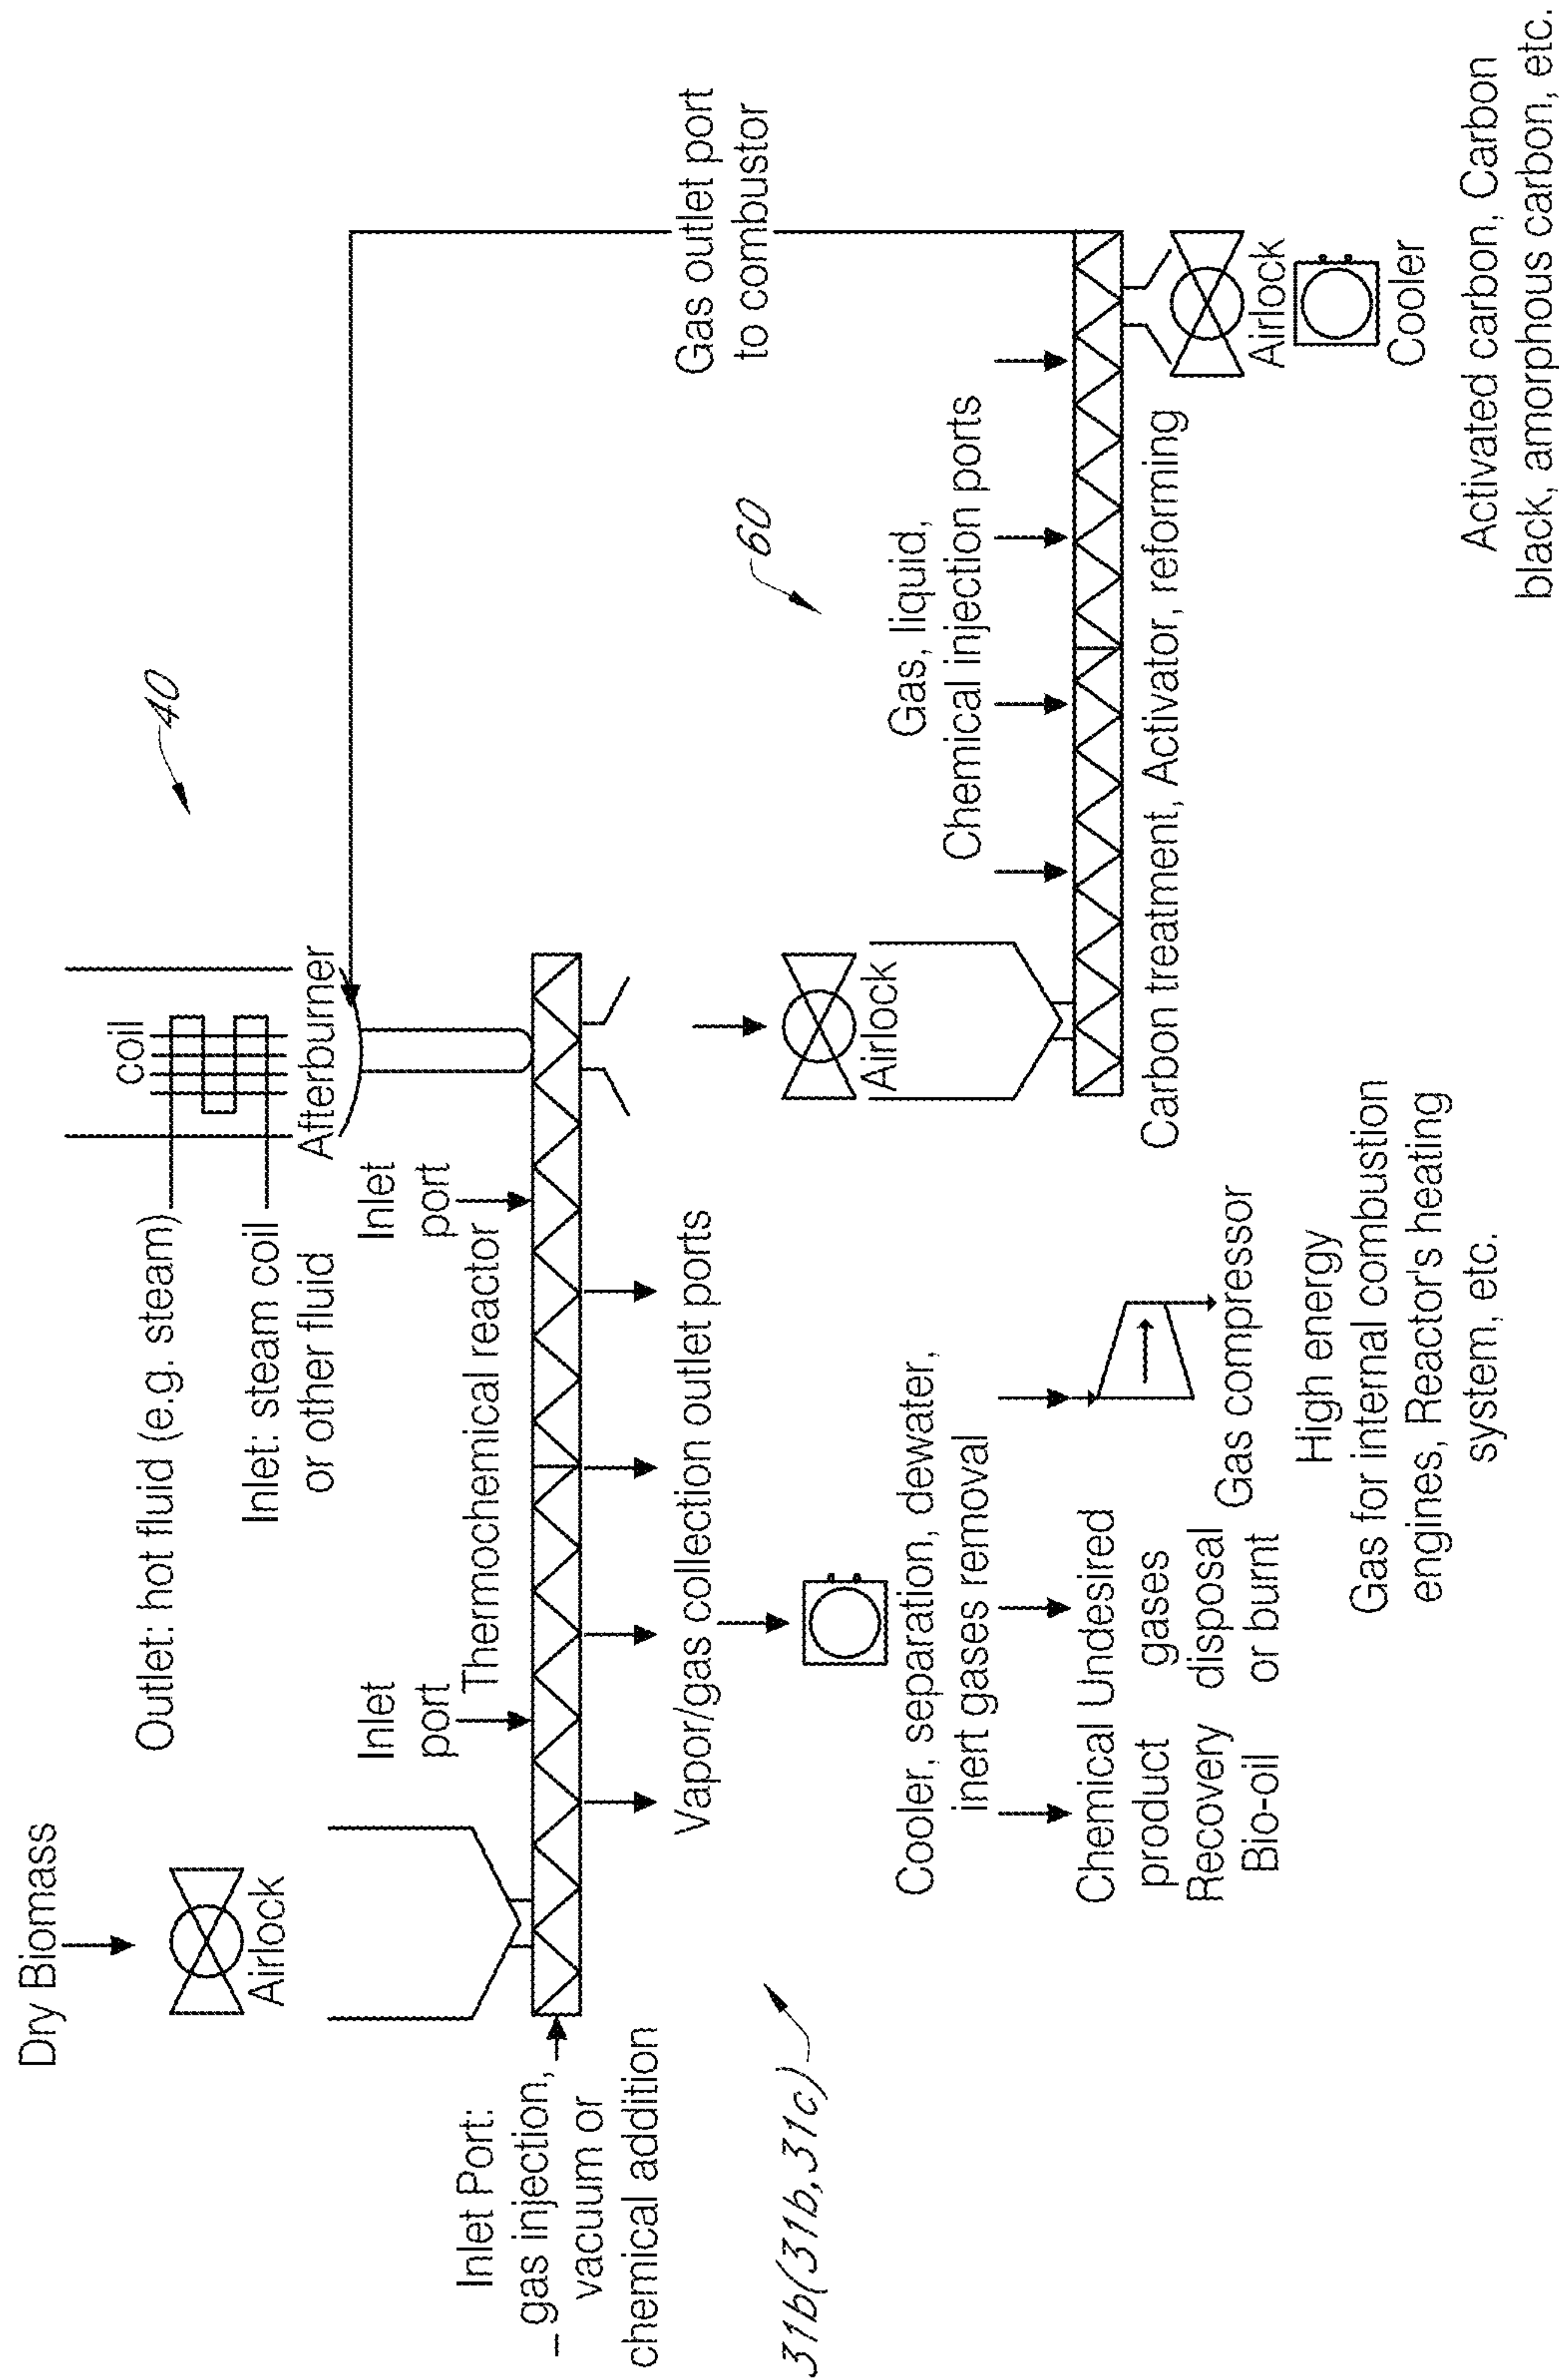 Dry Biomass
Airlock
Inlet Port:
– gas injection,
vacuum or
chemical addition
31b(31b,31c)
Outlet: hot fluid (e.g. steam)
Inlet: steam coil
or other fluid
coil
Afterburner
40
Inlet
port
Thermochemical reactor
Inlet
port
Vapor/gas collection outlet ports
Cooler, separation, dewater,
inert gases removal
Chemical
product
Recovery
Bio-oil
Undesired
gases
disposal
or burnt
Gas compressor
High energy
Gas for internal combustion
engines, Reactor's heating
system, etc.
Airlock
Gas, liquid,
Chemical injection ports
60
Carbon treatment, Activator, reforming
Gas outlet port
to combustor
Airlock
Cooler
Activated carbon, Carbon
black, amorphous carbon, etc.